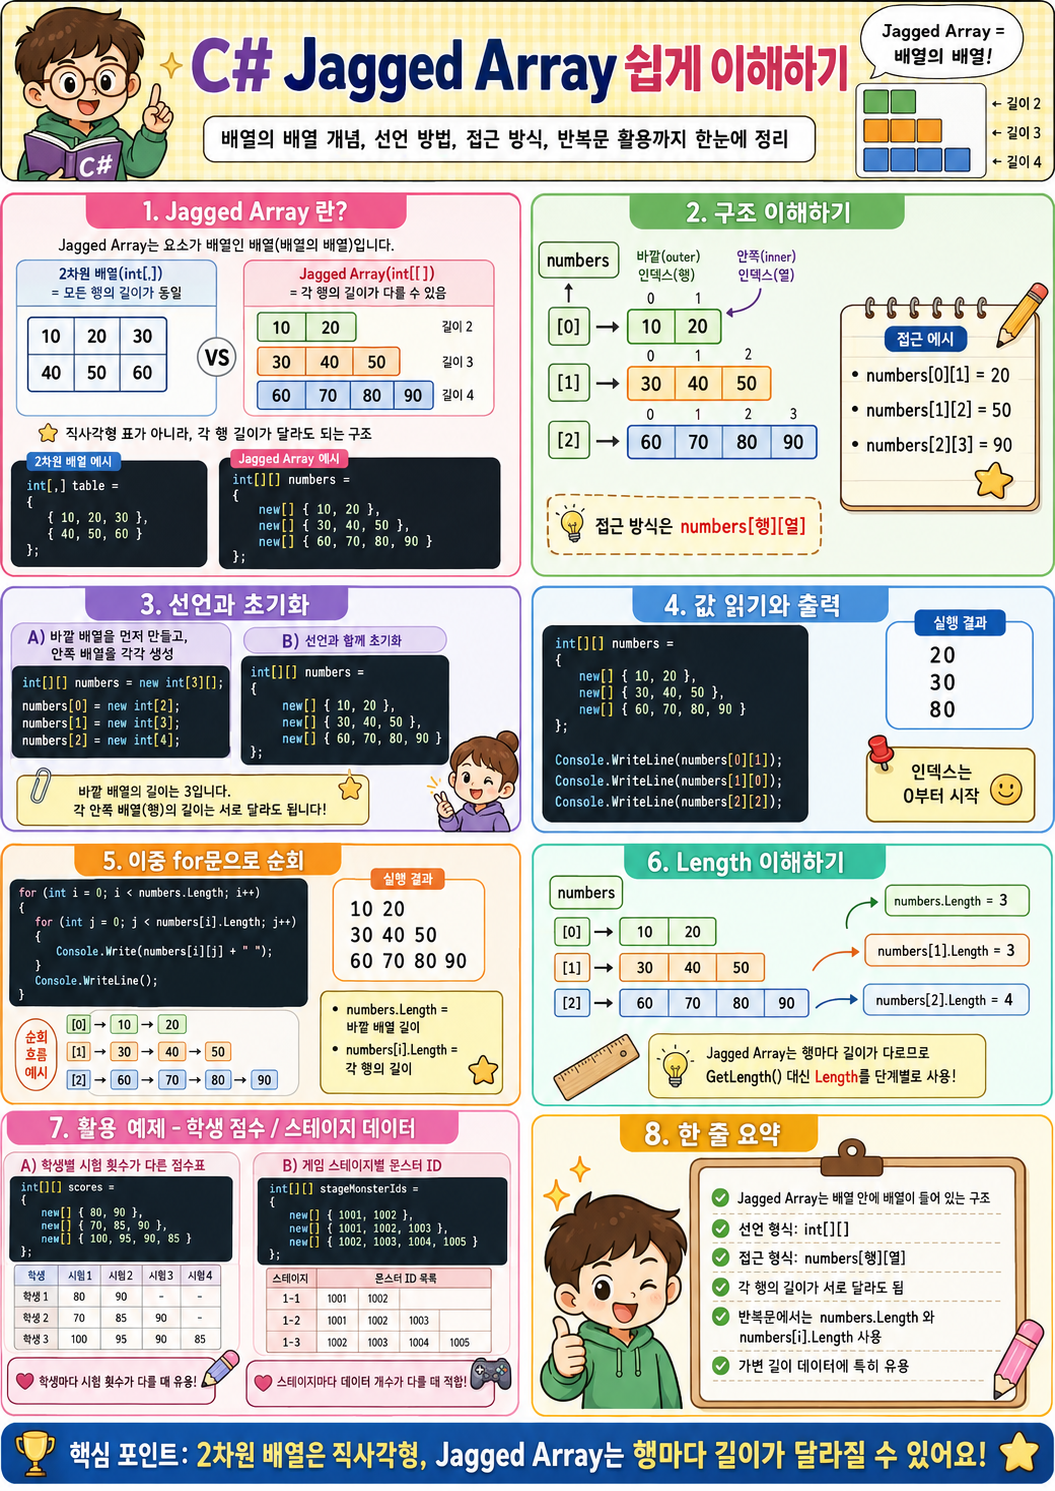 C# Jagged Array 쉽게 이해하기
배열의 배열 개념, 선언 방법, 접근 방식, 반복문 활용까지 한눈에 정리
C#
Jagged Array =
배열의 배열!
← 길이 2
← 길이 3
← 길이 4
1. Jagged Array 란?
Jagged Array는 요소가 배열인 배열(배열의 배열)입니다.
2차원 배열(int[,])
= 모든 행의 길이가 동일
10 20 30
40 50 60
VS
Jagged Array(int[[ ])
= 각 행의 길이가 다를 수 있음
10 20 길이 2
30 40 50 길이 3
60 70 80 90 길이 4
직사각형 표가 아니라, 각 행 길이가 달라도 되는 구조
2차원 배열 예시
int[,] table =
{
{ 10, 20, 30 },
{ 40, 50, 60 }
};
Jagged Array 예시
int[][] numbers =
{
new[] { 10, 20 },
new[] { 30, 40, 50 },
new[] { 60, 70, 80, 90 }
};
2. 구조 이해하기
numbers
바깥(outer)
인덱스(행)
안쪽(inner)
인덱스(열)
0 1
[0] → 10 20
0 1 2
[1] → 30 40 50
0 1 2 3
[2] → 60 70 80 90
접근 예시
• numbers[0][1] = 20
• numbers[1][2] = 50
• numbers[2][3] = 90
접근 방식은 numbers[행][열]
3. 선언과 초기화
A) 바깥 배열을 먼저 만들고,
안쪽 배열을 각각 생성
int[][] numbers = new int[3][];
numbers[0] = new int[2];
numbers[1] = new int[3];
numbers[2] = new int[4];
B) 선언과 함께 초기화
int[][] numbers =
{
new[] { 10, 20 },
new[] { 30, 40, 50 },
new[] { 60, 70, 80, 90 }
};
바깥 배열의 길이는 3입니다.
각 안쪽 배열(행)의 길이는 서로 달라도 됩니다!
4. 값 읽기와 출력
int[][] numbers =
{
new[] { 10, 20 },
new[] { 30, 40, 50 },
new[] { 60, 70, 80, 90 }
};
Console.WriteLine(numbers[0][1]);
Console.WriteLine(numbers[1][0]);
Console.WriteLine(numbers[2][2]);
실행 결과
20
30
80
인덱스는
0부터 시작
5. 이중 for문으로 순회
for (int i = 0; i < numbers.Length; i++)
{
for (int j = 0; j < numbers[i].Length; j++)
{
Console.Write(numbers[i][j] + " ");
}
Console.WriteLine();
}
실행 결과
10 20
30 40 50
60 70 80 90
순회
흐름
예시
[0] → 10 → 20
[1] → 30 → 40 → 50
[2] → 60 → 70 → 80 → 90
• numbers.Length =
바깥 배열 길이
• numbers[i].Length =
각 행의 길이
6. Length 이해하기
numbers
[0] → 10 20
[1] → 30 40 50
[2] → 60 70 80 90
numbers.Length = 3
numbers[1].Length = 3
numbers[2].Length = 4
Jagged Array는 행마다 길이가 다로므로
GetLength() 대신 Length를 단계별로 사용!
7. 활용 예제 - 학생 점수 / 스테이지 데이터
A) 학생별 시험 횟수가 다른 점수표
int[][] scores =
{
new[] { 80, 90 },
new[] { 70, 85, 90 },
new[] { 100, 95, 90, 85 }
};
학생 시험1 시험2 시험3 시험4
학생 1 80 90 - -
학생 2 70 85 90 -
학생 3 100 95 90 85
학생마다 시험 횟수가 다를 때 유용!
B) 게임 스테이지별 몬스터 ID
int[][] stageMonsterIds =
{
new[] { 1001, 1002 },
new[] { 1001, 1002, 1003 },
new[] { 1002, 1003, 1004, 1005 }
};
스테이지 몬스터 ID 목록
1-1 1001 1002
1-2 1001 1002 1003
1-3 1002 1003 1004 1005
스테이지마다 데이터 개수가 다를 때 적합!
8. 한 줄 요약
Jagged Array는 배열 안에 배열이 들어 있는 구조
선언 형식: int[][]
접근 형식: numbers[행][열]
각 행의 길이가 서로 달라도 됨
반복문에서는 numbers.Length 와
numbers[i].Length 사용
가변 길이 데이터에 특히 유용
핵심 포인트: 2차원 배열은 직사각형, Jagged Array는 행마다 길이가 달라질 수 있어요!